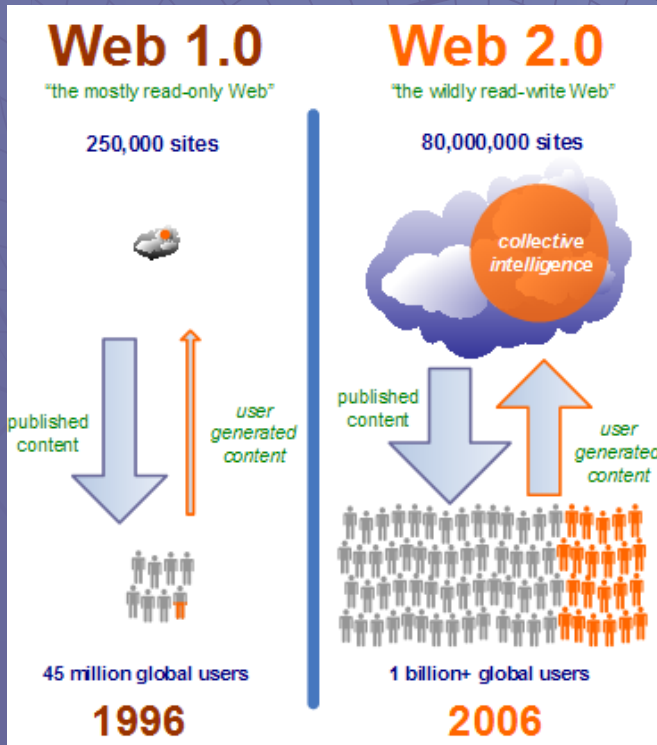 Web 1.0
"the mostly read-only Web"
250,000 sites
published
content
user
generated
content
45 million global users
1996
Web 2.0
"the wildly read-write Web"
80,000,000 sites
collective
intelligence
published
content
user
generated
content
1 billion+ global users
2006